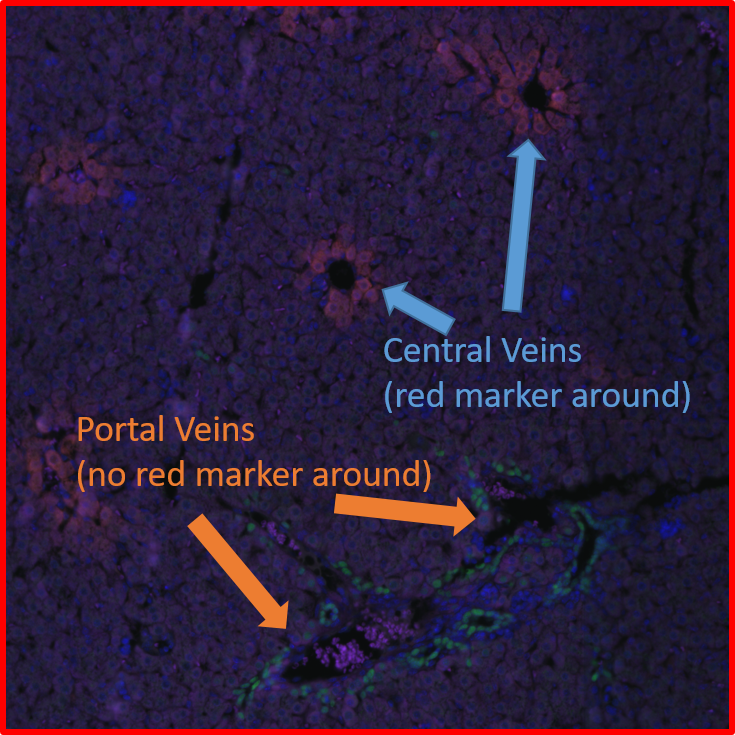 Central Veins
(red marker around)
Portal Veins
(no red marker around)